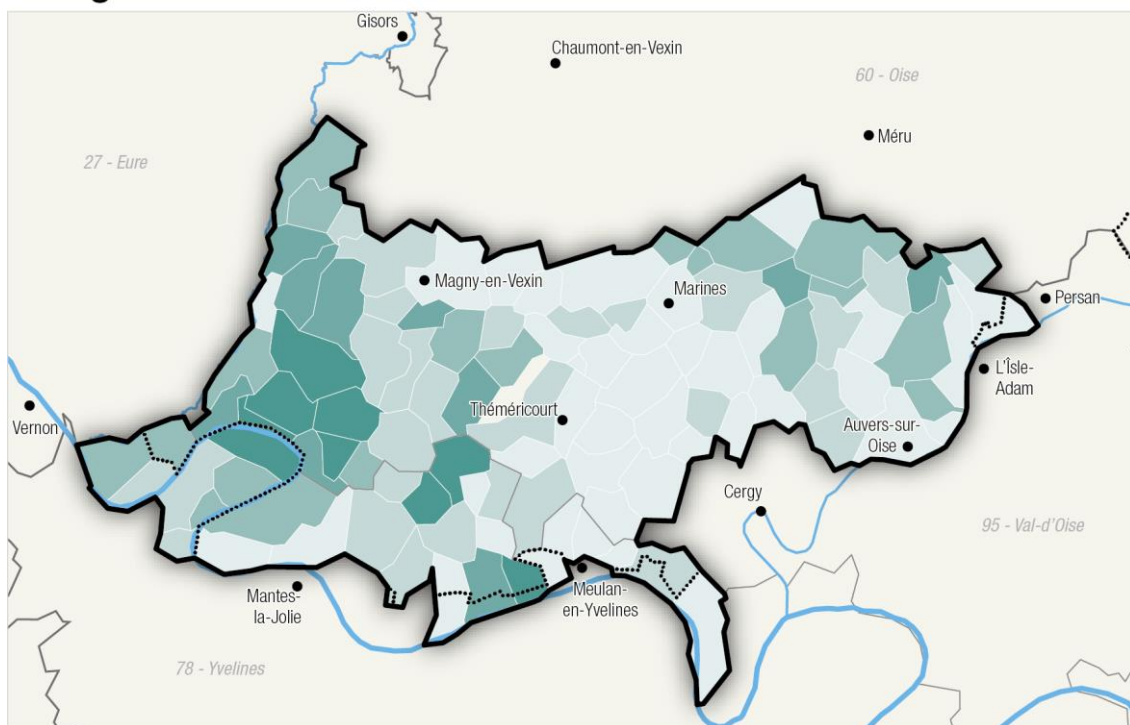 Gisors
Chaumont-en-Vexin
60 - Oise
Méru
27 - Eure
Magny-en-Vexin
Marines
Persan
L'Îsle-
Adam
Vernon
Théméricourt
Auvers-sur-
Oise
Cergy
95 - Val-d'Oise
Mantes-
la-Jolie
Meulan-
en-Yvelines
78 - Yvelines